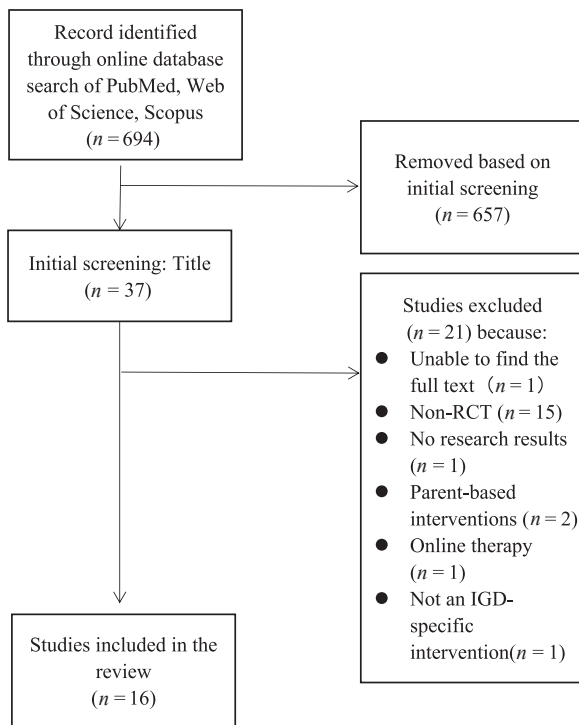 Record identified
through online database
search of PubMed, Web
of Science, Scopus
(n = 694)
Removed based on
initial screening
(n = 657)
Initial screening: Title
(n = 37)
Studies excluded
(n = 21) because:
● Unable to find the
full text（n = 1）
● Non-RCT (n = 15)
● No research results
(n = 1)
● Parent-based
interventions (n = 2)
● Online therapy
(n = 1)
● Not an IGD-
specific
intervention(n = 1)
Studies included in the
review
(n = 16)